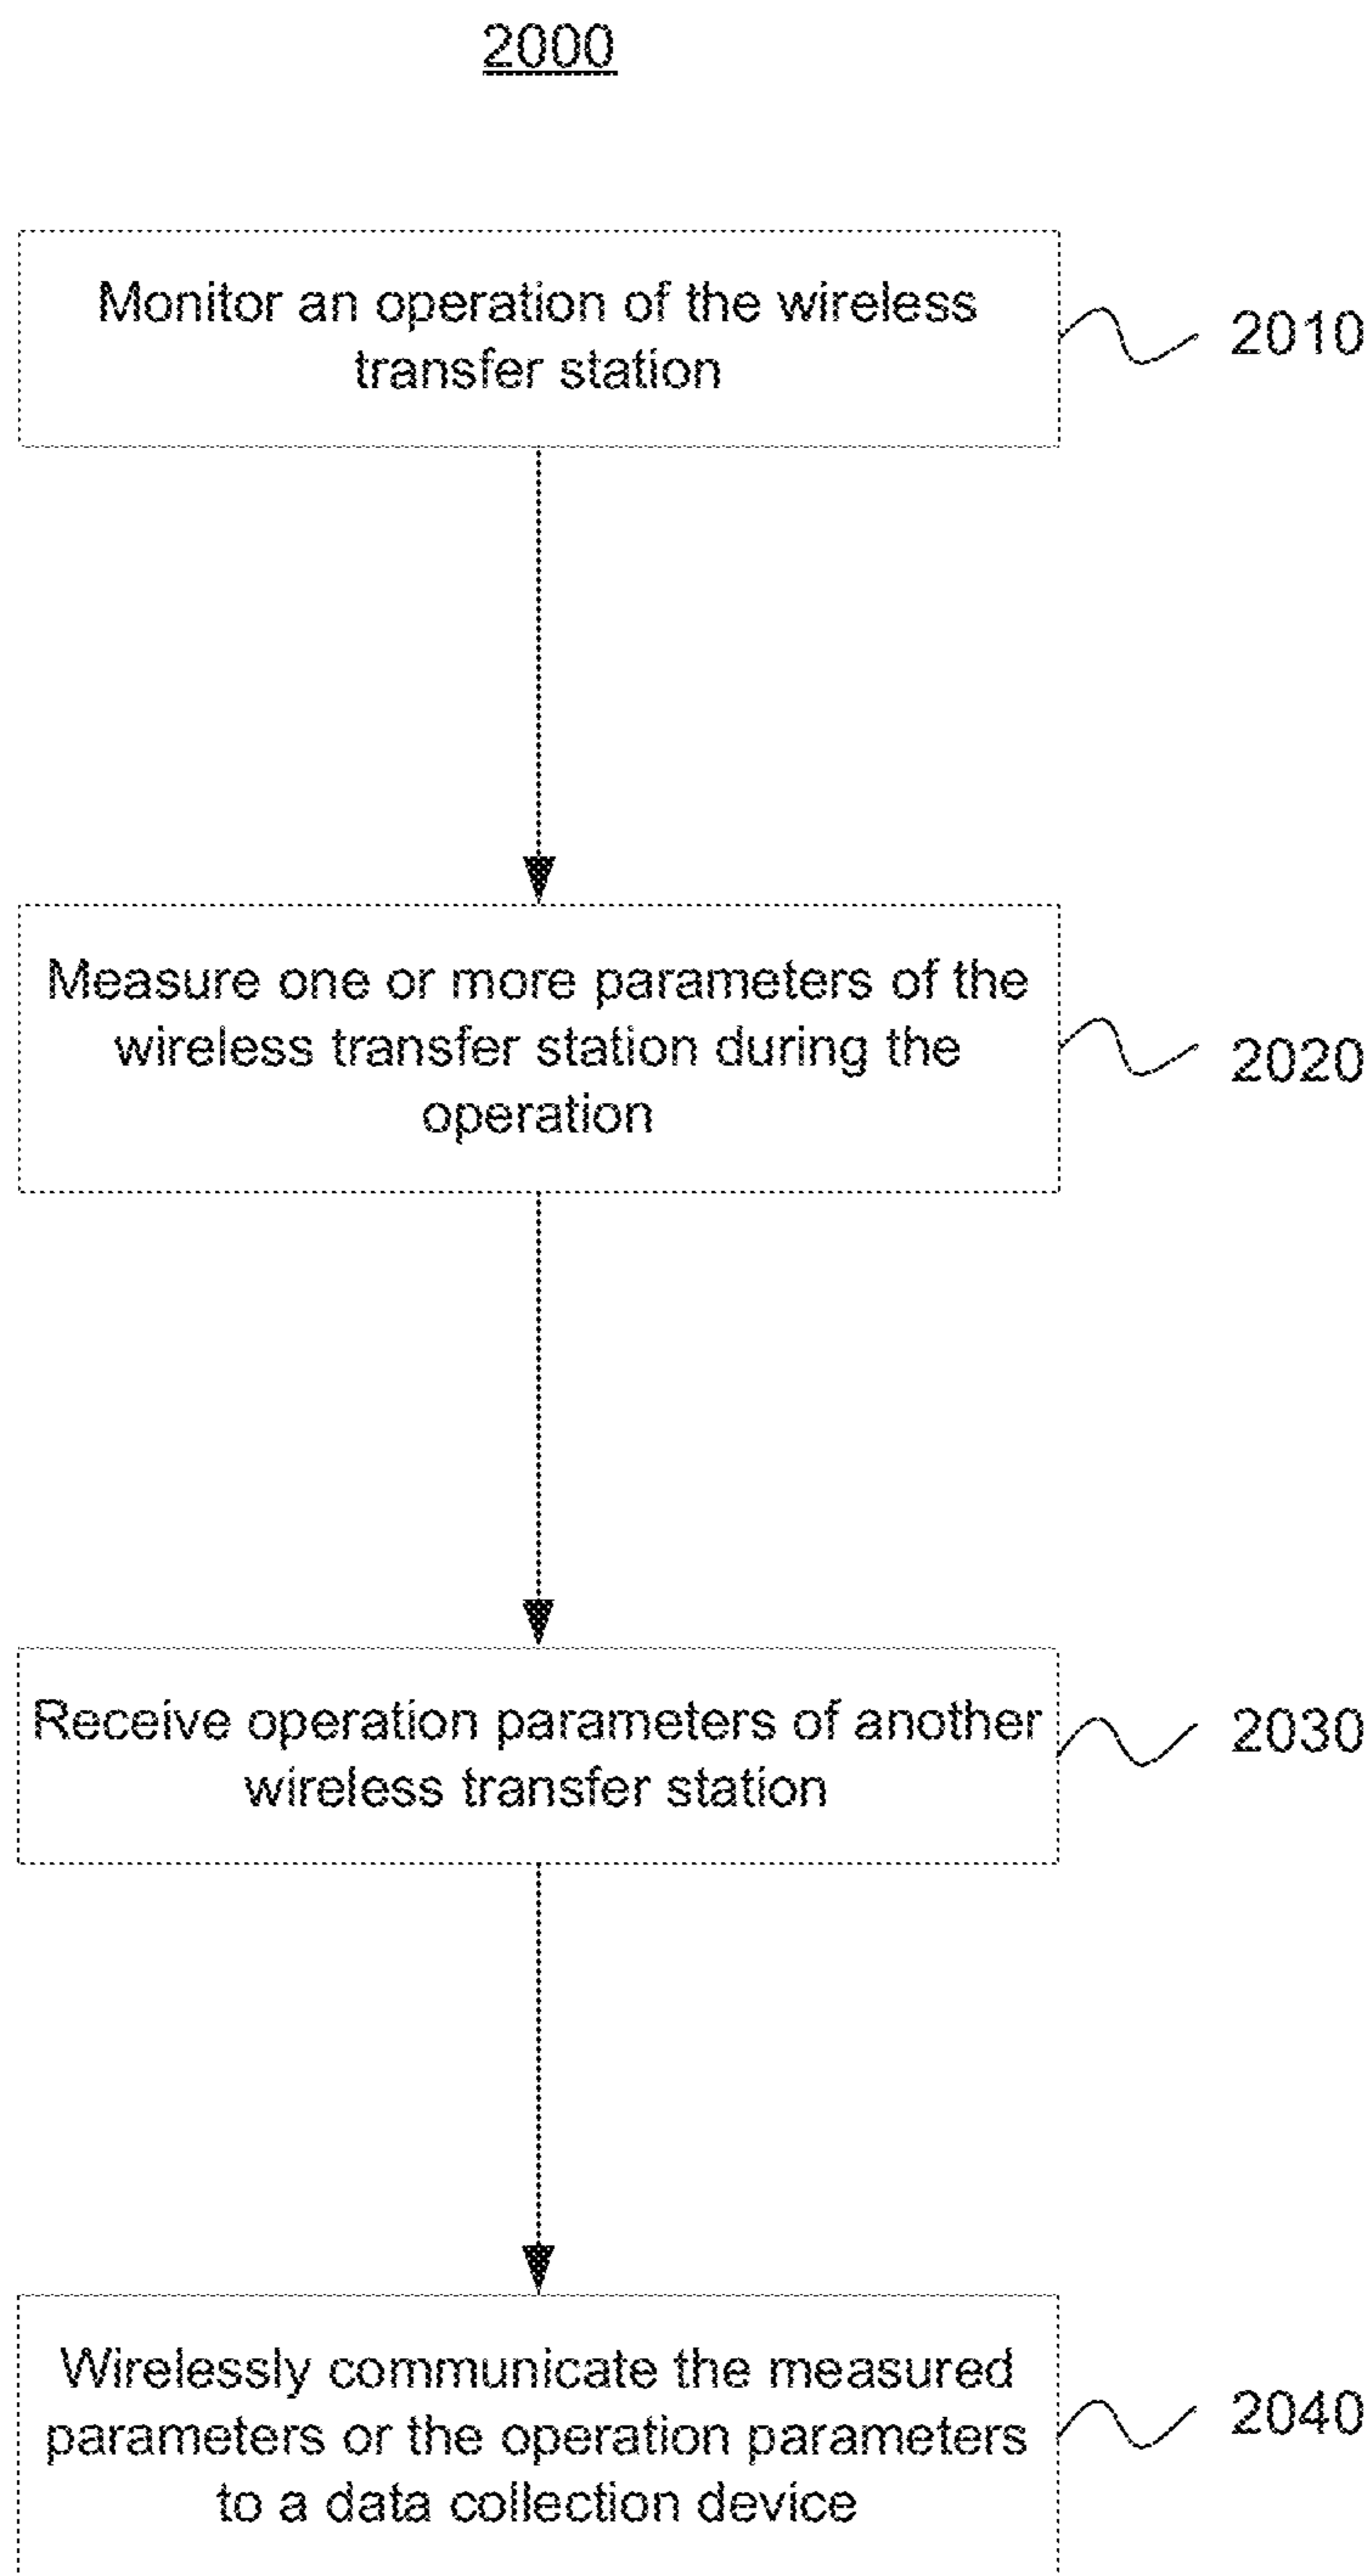 2000
Monitor an operation of the wireless
transfer station
2010
Measure one or more parameters of the
wireless transfer station during the
operation
2020
Receive operation parameters of another
wireless transfer station
2030
Wirelessly communicate the measured
parameters or the operation parameters
to a data collection device
2040